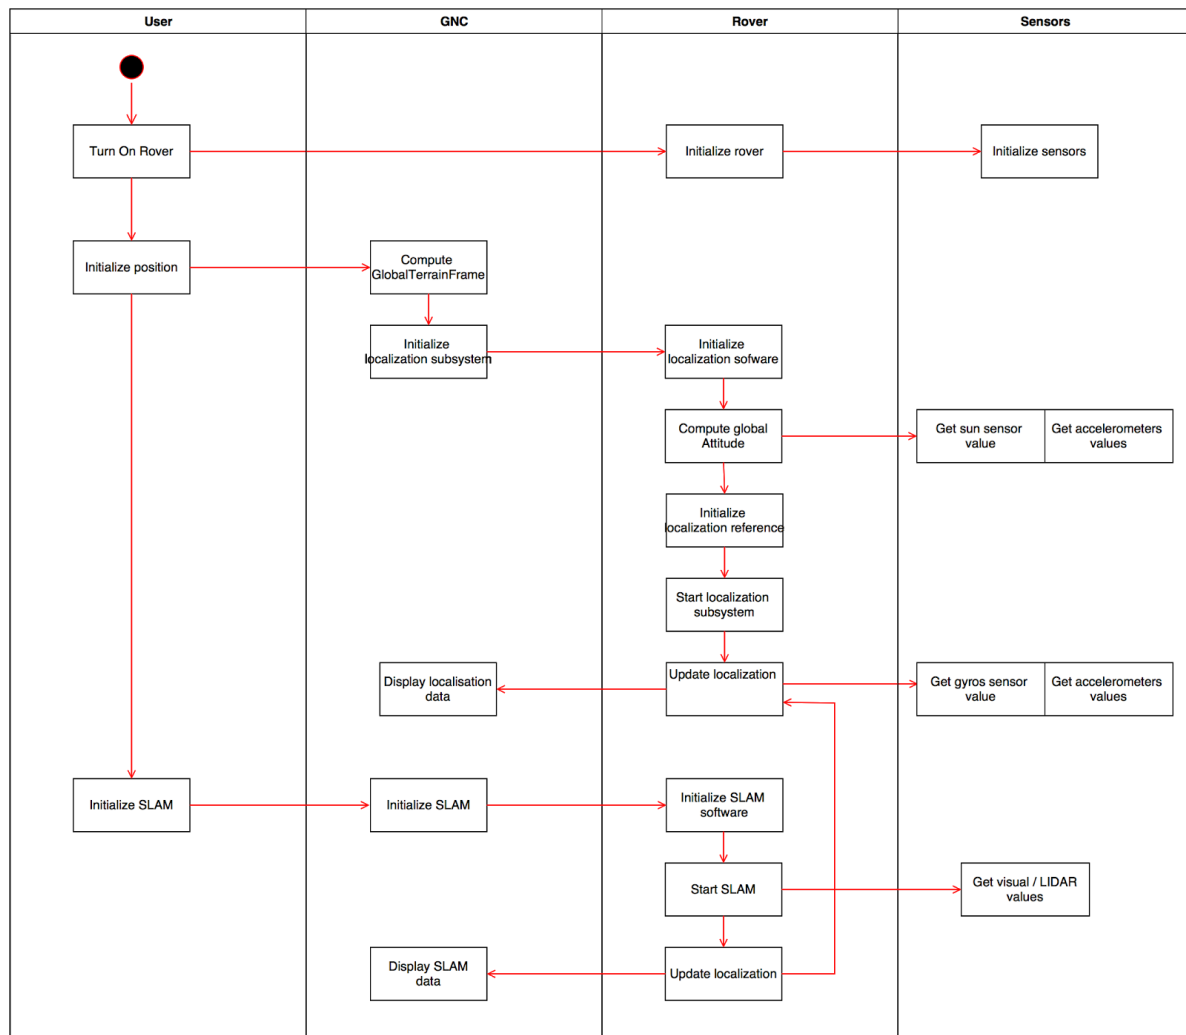 User
GNC
Rover
Sensors
Turn On Rover
Initialize rover
Initialize sensors
Initialize position
Compute
GlobalTerrainFrame
Initialize
localization subsystem
Initialize
localization sofware
Compute global
Attitude
Get sun sensor
value
Get accelerometers
values
Initialize
localization reference
Start localization
subsystem
Display localisation
data
Update localization
Get gyros sensor
value
Get accelerometers
values
Initialize SLAM
Initialize SLAM
Initialize SLAM
software
Start SLAM
Get visual / LIDAR
values
Display SLAM
data
Update localization